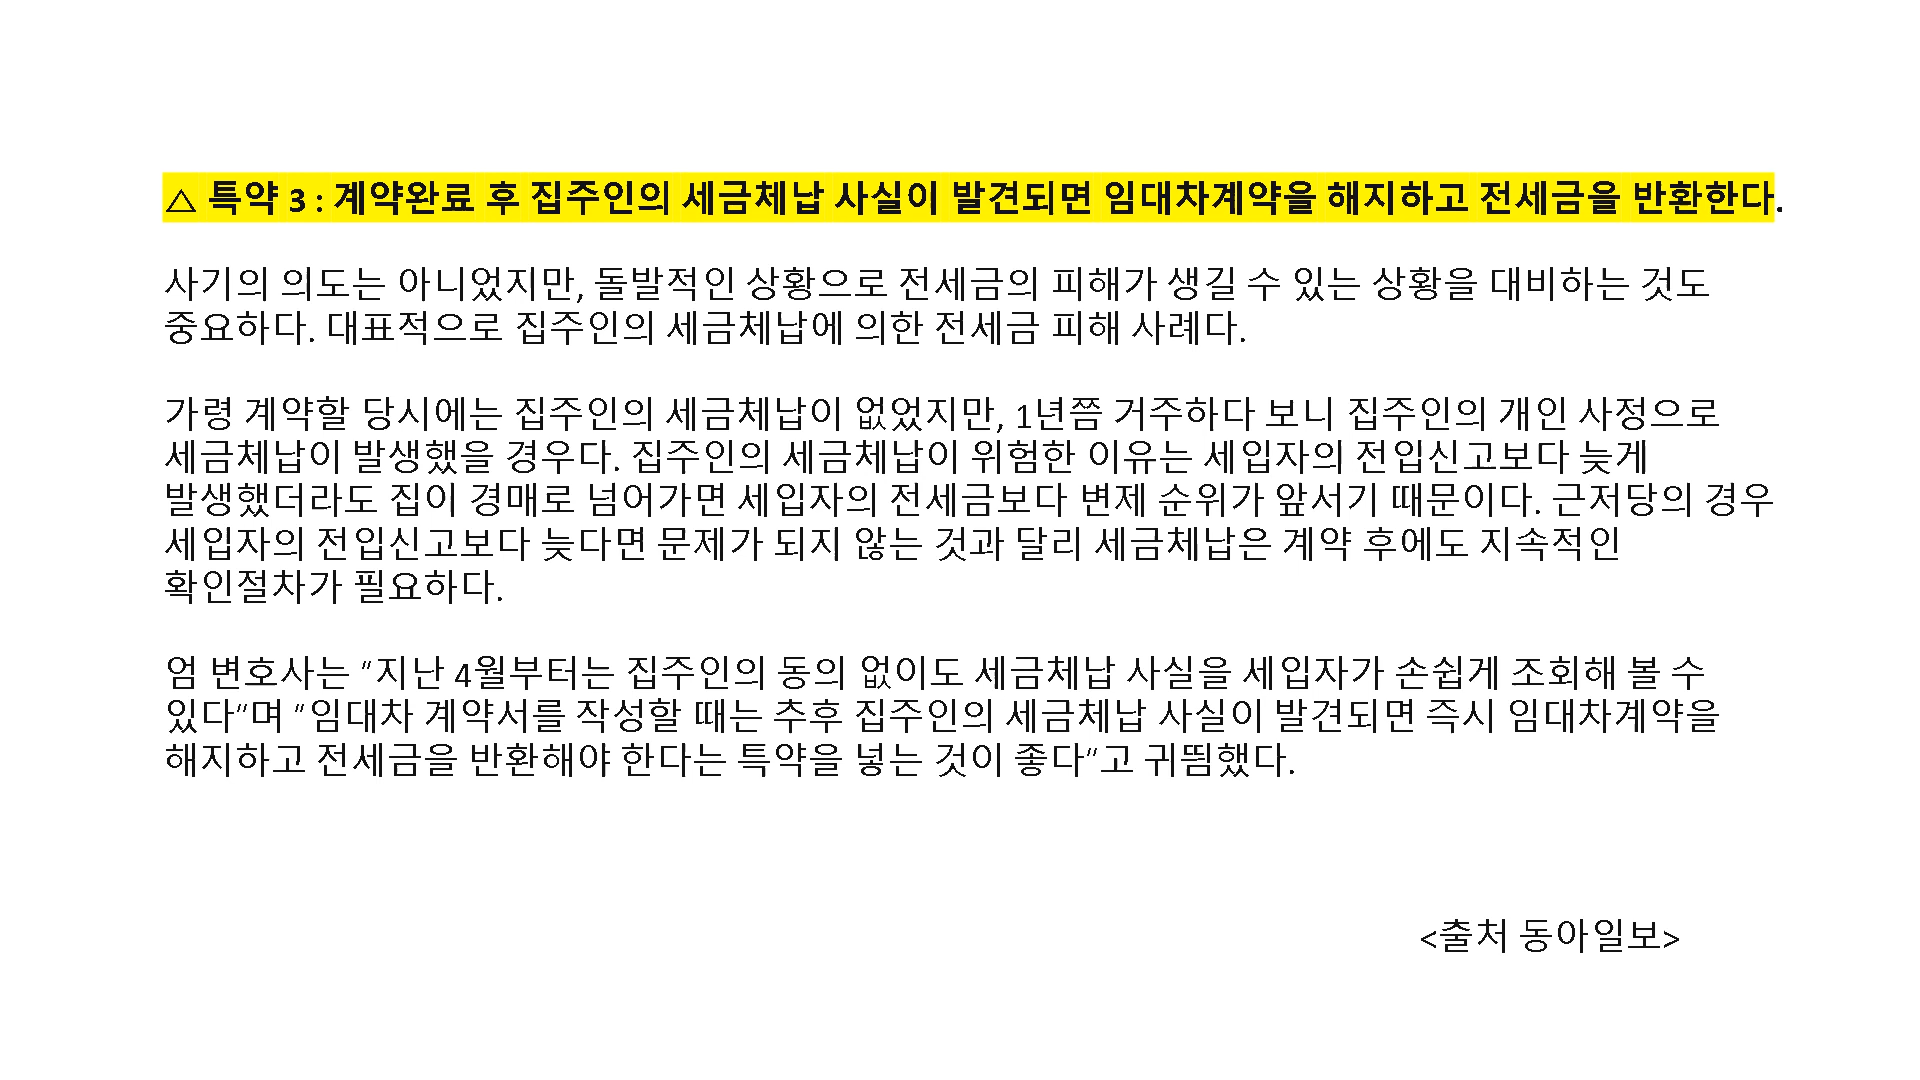 △ 특약 3 : 계약완료 후 집주인의 세금체납 사실이 발견되면 임대차계약을 해지하고 전세금을 반환한다.
사기의 의도는 아니었지만, 돌발적인 상황으로 전세금의 피해가 생길 수 있는 상황을 대비하는 것도
중요하다. 대표적으로 집주인의 세금체납에 의한 전세금 피해 사례다.
가령 계약할 당시에는 집주인의 세금체납이 없었지만, 1년쯤 거주하다 보니 집주인의 개인 사정으로
세금체납이 발생했을 경우다. 집주인의 세금체납이 위험한 이유는 세입자의 전입신고보다 늦게
발생했더라도 집이 경매로 넘어가면 세입자의 전세금보다 변제 순위가 앞서기 때문이다. 근저당의 경우
세입자의 전입신고보다 늦다면 문제가 되지 않는 것과 달리 세금체납은 계약 후에도 지속적인
확인절차가 필요하다.
엄 변호사는 "지난 4월부터는 집주인의 동의 없이도 세금체납 사실을 세입자가 손쉽게 조회해 볼 수
있다"며 "임대차 계약서를 작성할 때는 추후 집주인의 세금체납 사실이 발견되면 즉시 임대차계약을
해지하고 전세금을 반환해야 한다는 특약을 넣는 것이 좋다"고 귀띔했다.
<출처 동아일보>